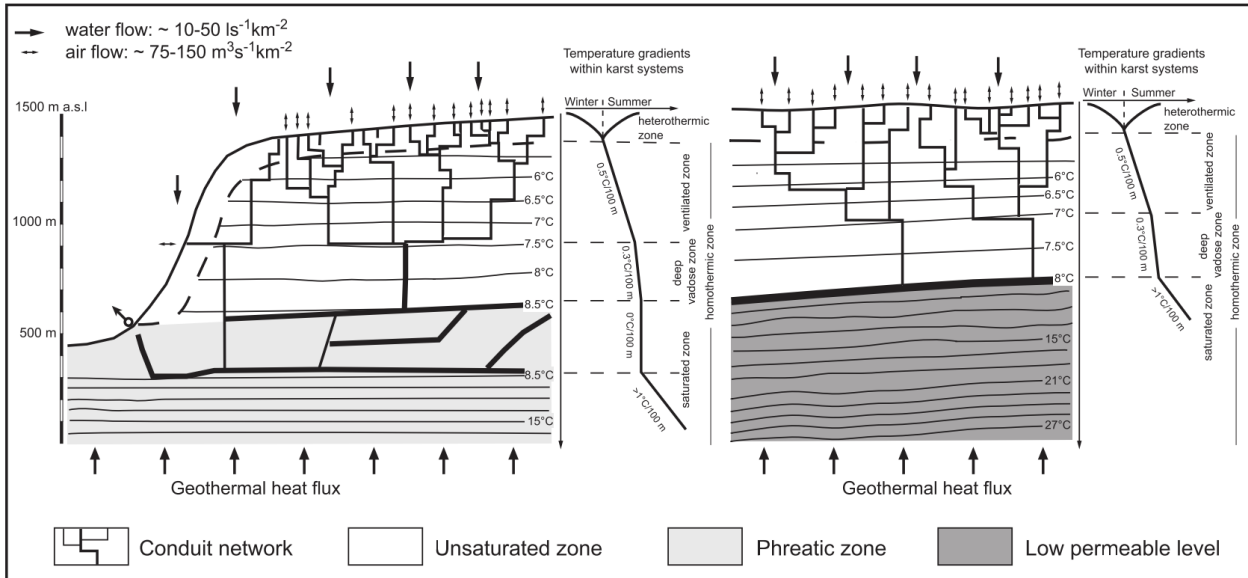 water flow: ~ 10-50 ls⁻¹km⁻²
air flow: ~ 75-150 m³s⁻¹km⁻²
1500 m a.s.l
1000 m
500 m
6°C
6.5°C
7°C
7.5°C
8°C
8.5°C
8.5°C
15°C
Geothermal heat flux
Temperature gradients
within karst systems
Winter
Summer
heterothermic
zone
0.5°C/100 m
0.3°C/100 m
0°C/100 m
>1°C/100 m
ventilated zone
deep
vadose zone
saturated zone
homothermic zone
6°C
6.5°C
7°C
7.5°C
8°C
15°C
21°C
27°C
Geothermal heat flux
Temperature gradients
within karst systems
Winter
Summer
heterothermic
zone
0.5°C/100 m
0.3°C/100 m
>1°C/100 m
ventilated zone
deep
vadose zone
saturated zone
homothermic zone
Conduit network
Unsaturated zone
Phreatic zone
Low permeable level